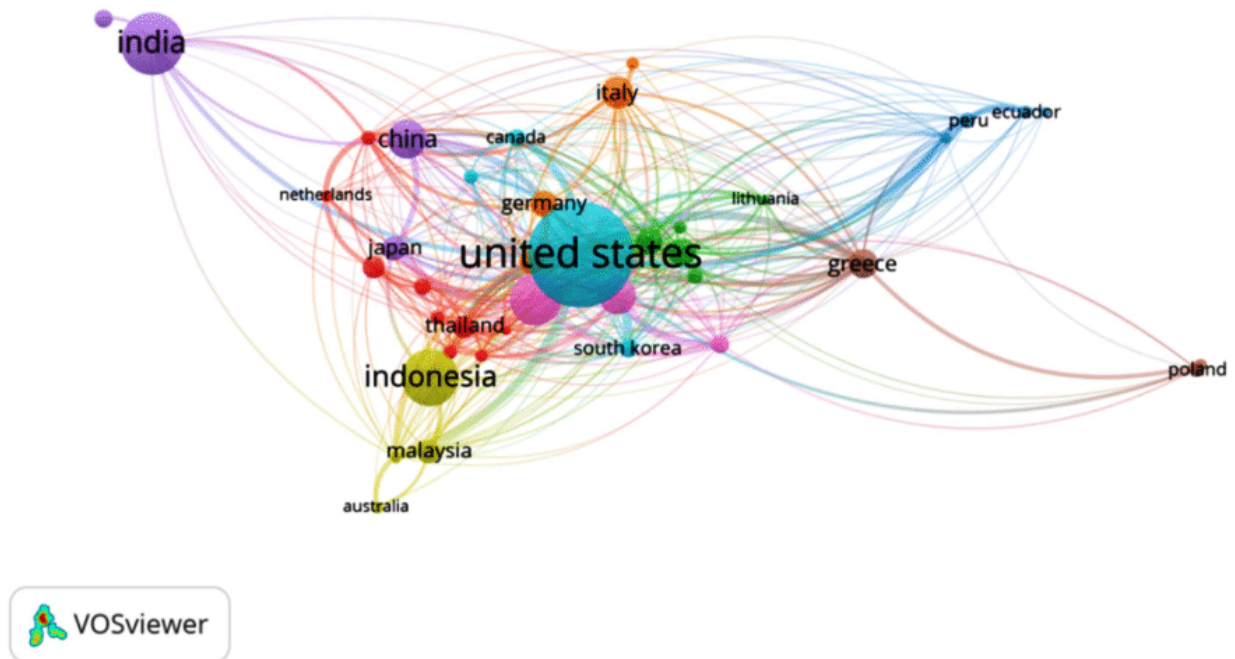 india
italy
peru
ecuador
china
canada
netherlands
germany
lithuania
japan
united states
greece
thailand
south korea
poland
indonesia
malaysia
australia
VOSviewer